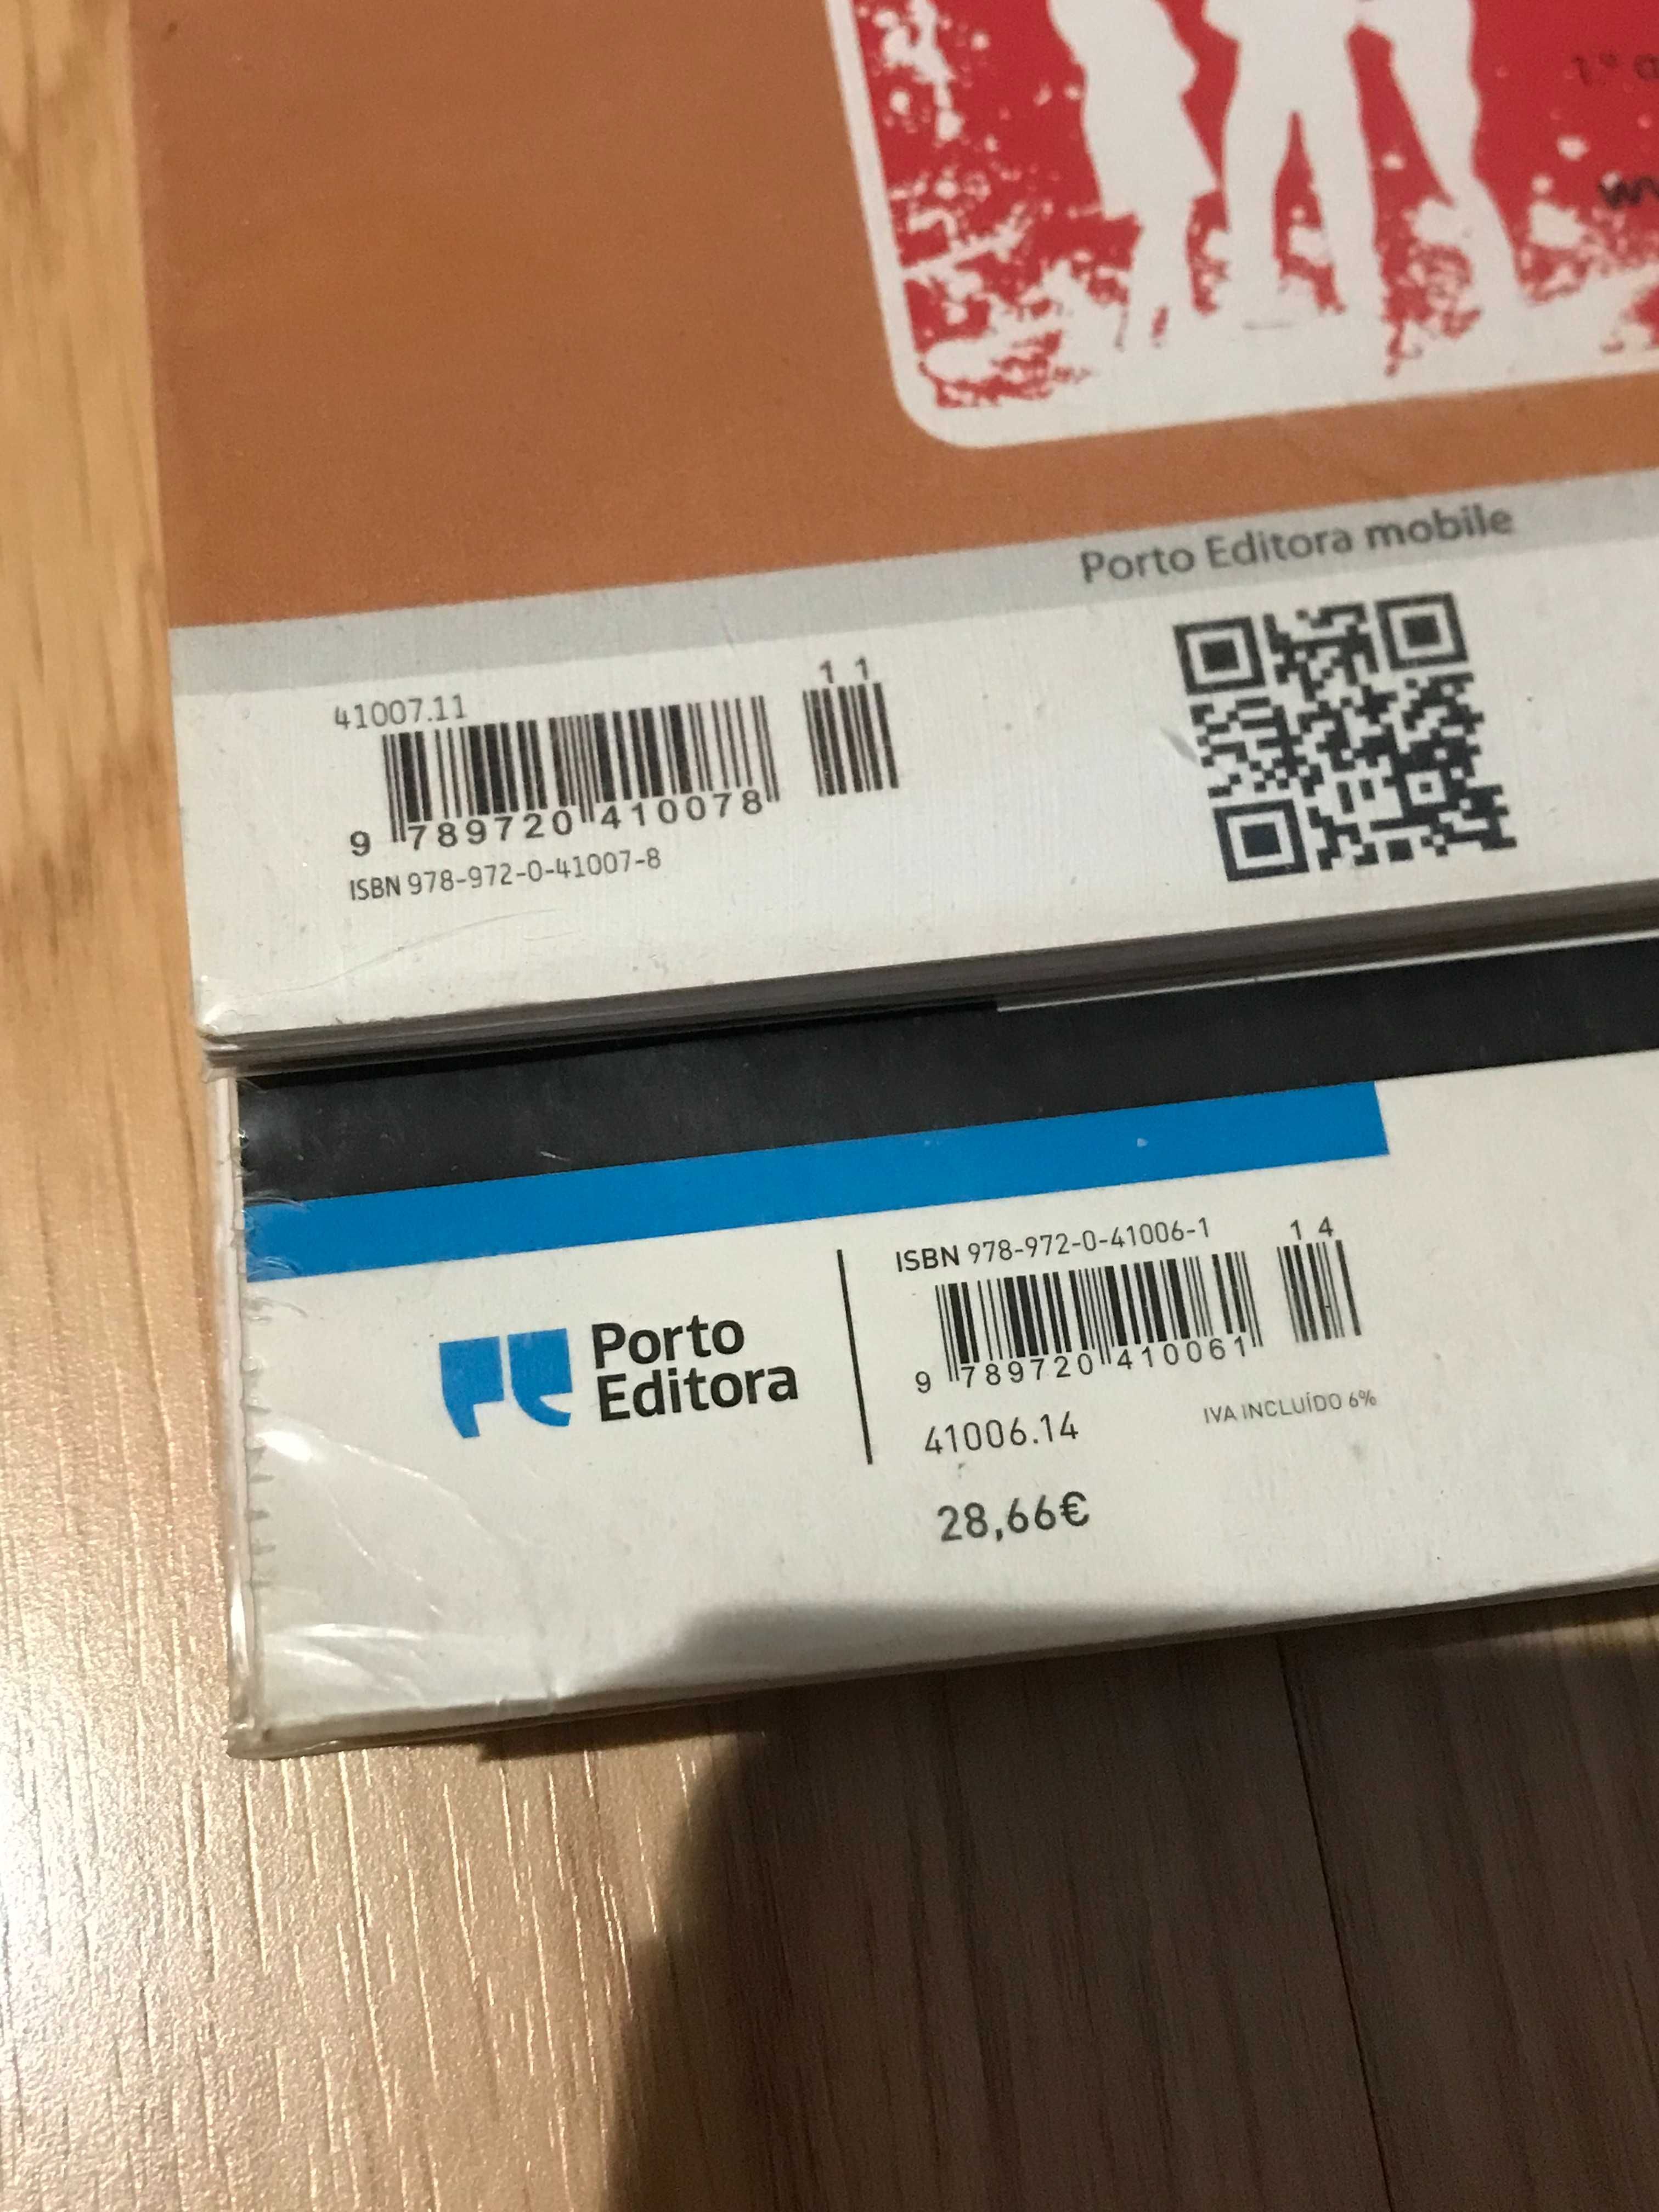 Porto Editora mobile
41007.11
1 1
9 789720 410078
ISBN 978-972-0-41007-8
Porto
Editora
ISBN 978-972-0-41006-1
1 4
9 789720 410061
41006.14
IVA INCLUÍDO 6%
28,66€